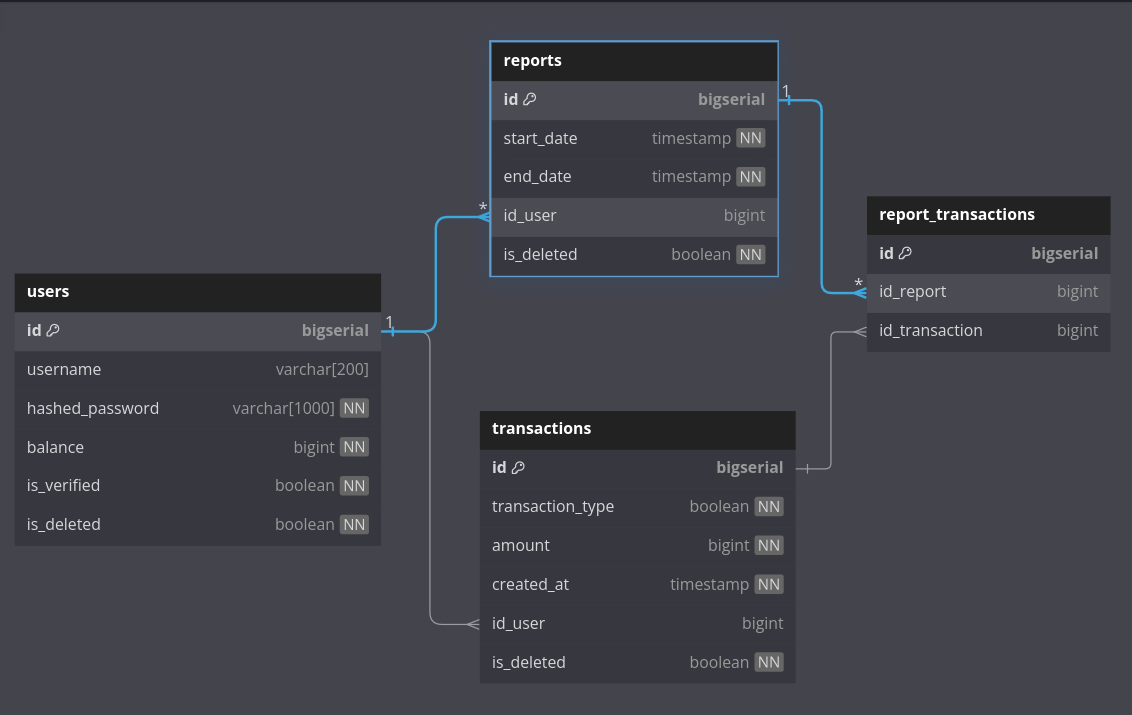 reports
id bigserial
start_date timestamp NN
end_date timestamp NN
id_user bigint
is_deleted boolean NN
1
*
report_transactions
id bigserial
id_report bigint
id_transaction bigint
*
users
id bigserial
username varchar[200]
hashed_password varchar[1000] NN
balance bigint NN
is_verified boolean NN
is_deleted boolean NN
1
transactions
id bigserial
transaction_type boolean NN
amount bigint NN
created_at timestamp NN
id_user bigint
is_deleted boolean NN